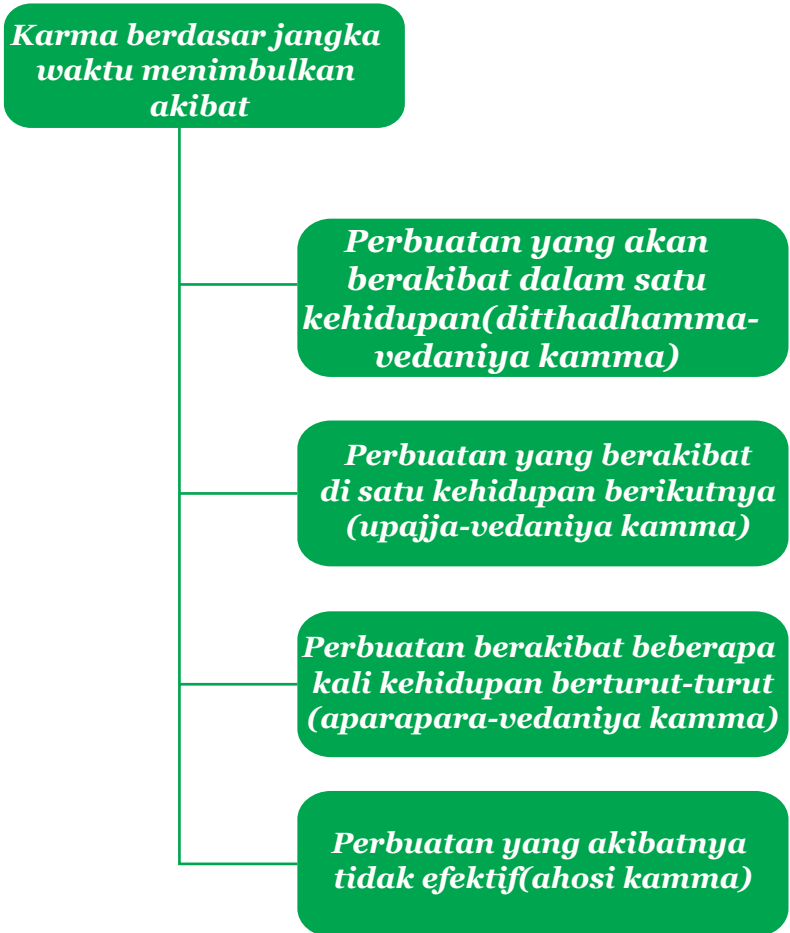 Karma berdasar jangka
waktu menimbulkan
akibat
Perbuatan yang akan
berakibat dalam satu
kehidupan(ditthadhamma-
vedaniya kamma)
Perbuatan yang berakibat
di satu kehidupan berikutnya
(upajja-vedaniya kamma)
Perbuatan berakibat beberapa
kali kehidupan berturut-turut
(aparapara-vedaniya kamma)
Perbuatan yang akibatnya
tidak efektif(ahosi kamma)